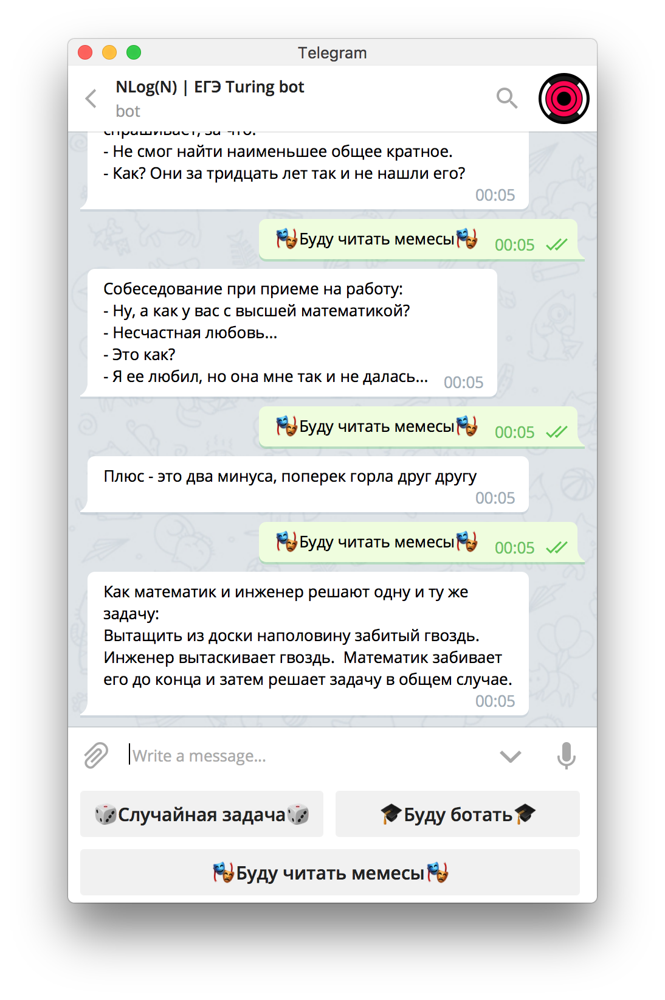 Telegram
NLog(N) | ЕГЭ Turing bot
bot
спрашивает, за что.
- Не смог найти наименьшее общее кратное.
- Как? Они за тридцать лет так и не нашли его?
00:05
🎭Буду читать мемесы🎭 00:05
Собеседование при приеме на работу:
- Ну, а как у вас с высшей математикой?
- Несчастная любовь...
- Это как?
- Я ее любил, но она мне так и не далась... 00:05
🎭Буду читать мемесы🎭 00:05
Плюс - это два минуса, поперек горла друг другу
00:05
🎭Буду читать мемесы🎭 00:05
Как математик и инженер решают одну и ту же
задачу:
Вытащить из доски наполовину забитый гвоздь.
Инженер вытаскивает гвоздь.  Математик забивает
его до конца и затем решает задачу в общем случае.
00:05
Write a message...
🎲Случайная задача🎲
🎓Буду ботать🎓
🎭Буду читать мемесы🎭